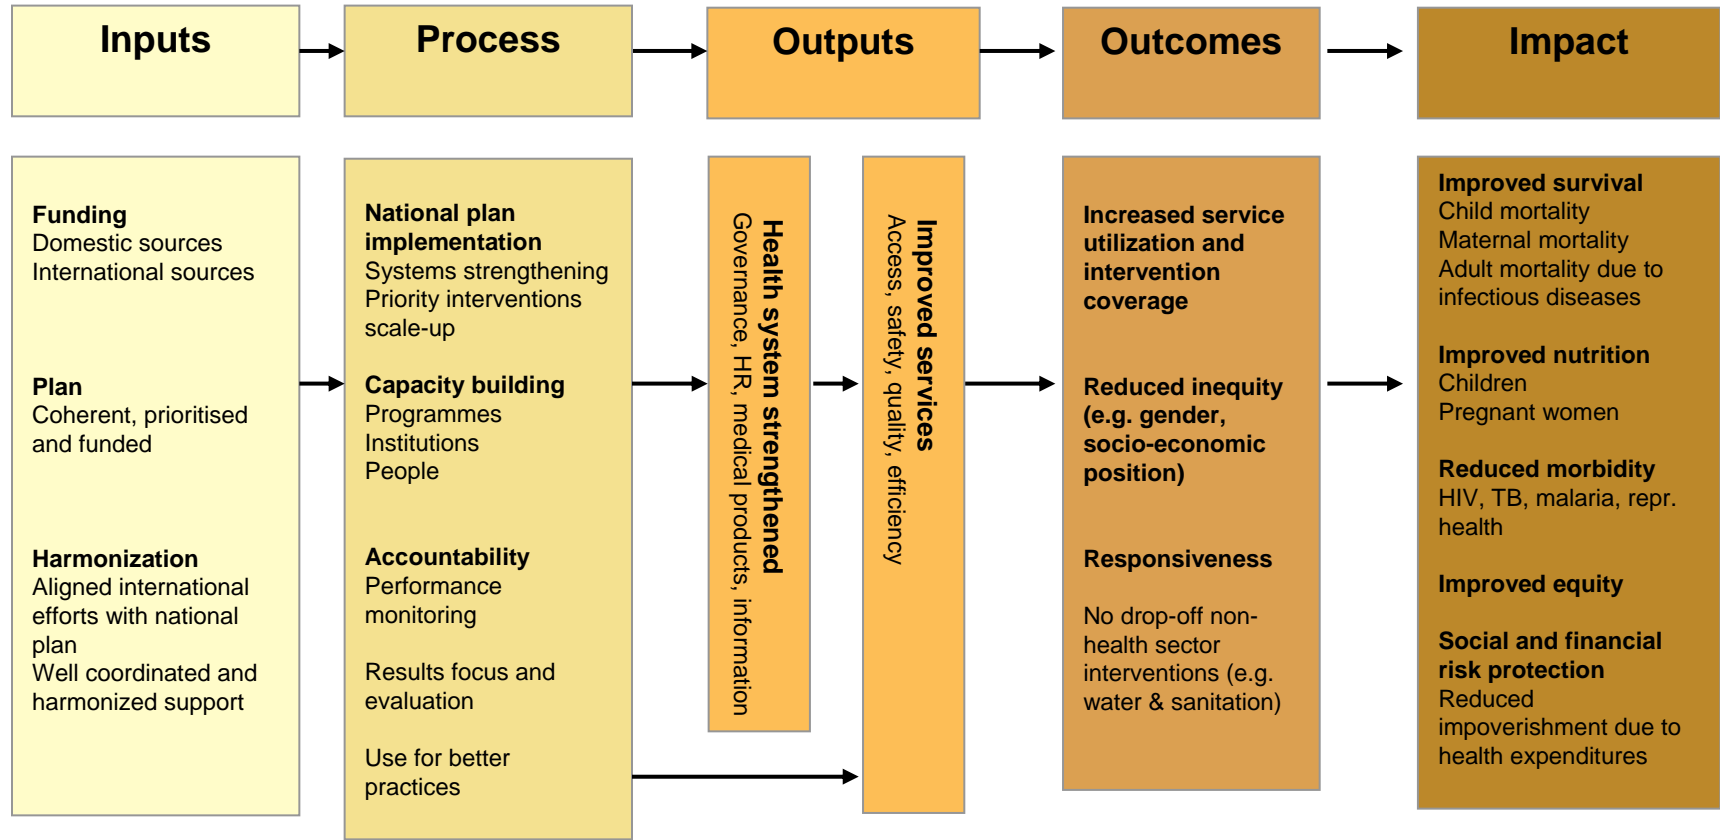 Inputs
Process
Outputs
Outcomes
Impact
Funding
Domestic sources
International sources
Plan
Coherent, prioritised
and funded
Harmonization
Aligned international
efforts with national
plan
Well coordinated and
harmonized support
National plan
implementation
Systems strengthening
Priority interventions
scale-up
Capacity building
Programmes
Institutions
People
Accountability
Performance
monitoring
Results focus and
evaluation
Use for better
practices
Health system strengthened
Governance, HR, medical products, information
Improved services
Access, safety, quality, efficiency
Increased service
utilization and
intervention
coverage
Reduced inequity
(e.g. gender,
socio-economic
position)
Responsiveness
No drop-off non-
health sector
interventions (e.g.
water & sanitation)
Improved survival
Child mortality
Maternal mortality
Adult mortality due to
infectious diseases
Improved nutrition
Children
Pregnant women
Reduced morbidity
HIV, TB, malaria, repr.
health
Improved equity
Social and financial
risk protection
Reduced
impoverishment due to
health expenditures